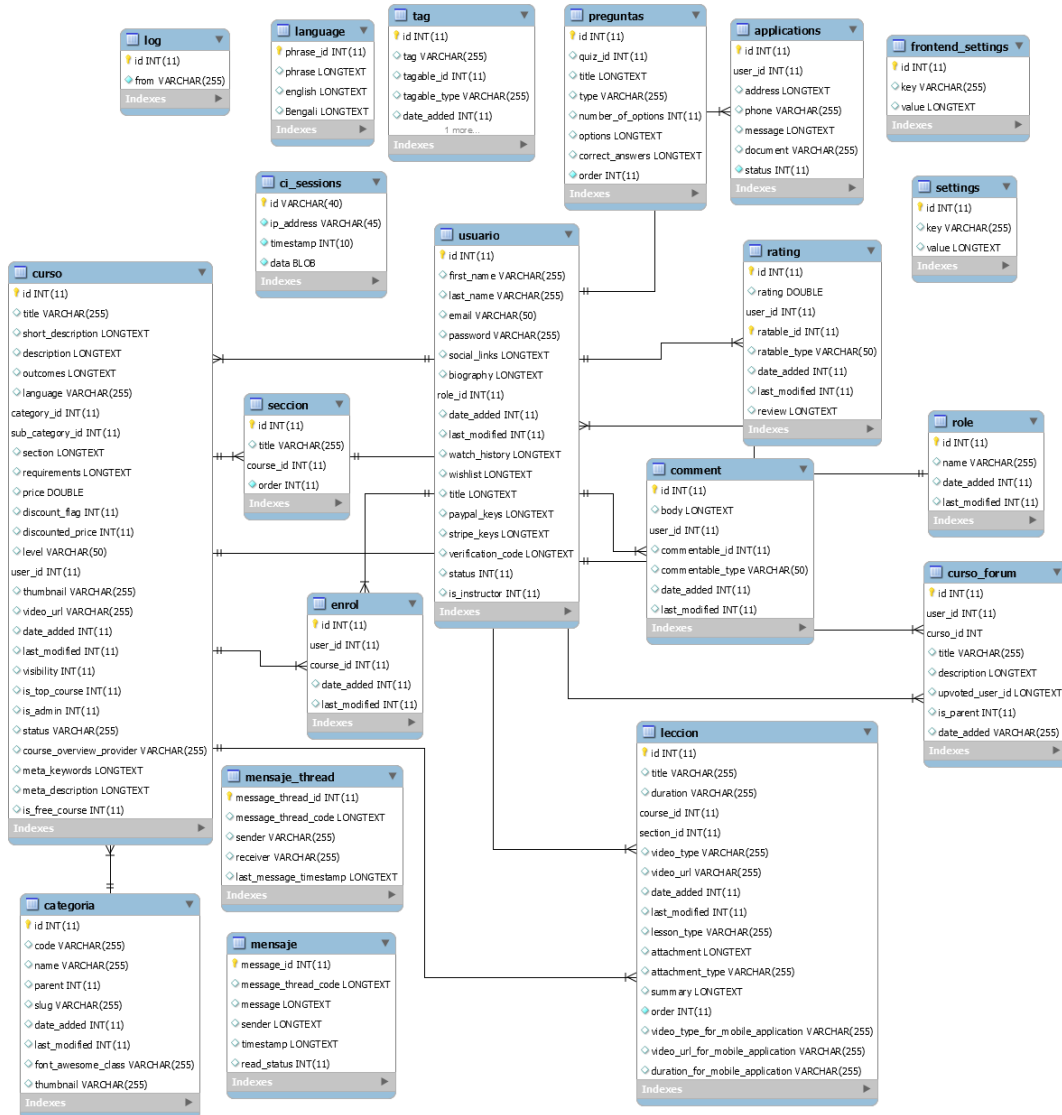 log
id INT(11)
from VARCHAR(255)
Indexes
language
phrase_id INT(11)
phrase LONGTEXT
english LONGTEXT
Bengali LONGTEXT
Indexes
tag
id INT(11)
tag VARCHAR(255)
tagable_id INT(11)
tagable_type VARCHAR(255)
date_added INT(11)
1 more...
Indexes
preguntas
id INT(11)
quiz_id INT(11)
title LONGTEXT
type VARCHAR(255)
number_of_options INT(11)
options LONGTEXT
correct_answers LONGTEXT
order INT(11)
Indexes
applications
id INT(11)
user_id INT(11)
address LONGTEXT
phone VARCHAR(255)
message LONGTEXT
document VARCHAR(255)
status INT(11)
Indexes
frontend_settings
id INT(11)
key VARCHAR(255)
value LONGTEXT
Indexes
ci_sessions
id VARCHAR(40)
ip_address VARCHAR(45)
timestamp INT(10)
data BLOB
Indexes
settings
id INT(11)
key VARCHAR(255)
value LONGTEXT
Indexes
curso
id INT(11)
title VARCHAR(255)
short_description LONGTEXT
description LONGTEXT
outcomes LONGTEXT
language VARCHAR(255)
category_id INT(11)
sub_category_id INT(11)
section LONGTEXT
requirements LONGTEXT
price DOUBLE
discount_flag INT(11)
discounted_price INT(11)
level VARCHAR(50)
user_id INT(11)
thumbnail VARCHAR(255)
video_url VARCHAR(255)
date_added INT(11)
last_modified INT(11)
visibility INT(11)
is_top_course INT(11)
is_admin INT(11)
status VARCHAR(255)
course_overview_provider VARCHAR(255)
meta_keywords LONGTEXT
meta_description LONGTEXT
is_free_course INT(11)
Indexes
usuario
id INT(11)
first_name VARCHAR(255)
last_name VARCHAR(255)
email VARCHAR(50)
password VARCHAR(255)
social_links LONGTEXT
biography LONGTEXT
role_id INT(11)
date_added INT(11)
last_modified INT(11)
watch_history LONGTEXT
wishlist LONGTEXT
title LONGTEXT
paypal_keys LONGTEXT
stripe_keys LONGTEXT
verification_code LONGTEXT
status INT(11)
is_instructor INT(11)
Indexes
rating
id INT(11)
rating DOUBLE
user_id INT(11)
ratable_id INT(11)
ratable_type VARCHAR(50)
date_added INT(11)
last_modified INT(11)
review LONGTEXT
Indexes
seccion
id INT(11)
title VARCHAR(255)
course_id INT(11)
order INT(11)
Indexes
comment
id INT(11)
body LONGTEXT
user_id INT(11)
commentable_id INT(11)
commentable_type VARCHAR(50)
date_added INT(11)
last_modified INT(11)
Indexes
role
id INT(11)
name VARCHAR(255)
date_added INT(11)
last_modified INT(11)
Indexes
enrol
id INT(11)
user_id INT(11)
course_id INT(11)
date_added INT(11)
last_modified INT(11)
Indexes
curso_forum
id INT(11)
user_id INT(11)
curso_id INT
title VARCHAR(255)
description LONGTEXT
upvoted_user_id LONGTEXT
is_parent INT(11)
date_added VARCHAR(255)
Indexes
leccion
id INT(11)
title VARCHAR(255)
duration VARCHAR(255)
course_id INT(11)
section_id INT(11)
video_type VARCHAR(255)
video_url VARCHAR(255)
date_added INT(11)
last_modified INT(11)
lesson_type VARCHAR(255)
attachment LONGTEXT
attachment_type VARCHAR(255)
summary LONGTEXT
order INT(11)
video_type_for_mobile_application VARCHAR(255)
video_url_for_mobile_application VARCHAR(255)
duration_for_mobile_application VARCHAR(255)
Indexes
mensaje_thread
message_thread_id INT(11)
message_thread_code LONGTEXT
sender VARCHAR(255)
receiver VARCHAR(255)
last_message_timestamp LONGTEXT
Indexes
categoria
id INT(11)
code VARCHAR(255)
name VARCHAR(255)
parent INT(11)
slug VARCHAR(255)
date_added INT(11)
last_modified INT(11)
font_awesome_class VARCHAR(255)
thumbnail VARCHAR(255)
Indexes
mensaje
message_id INT(11)
message_thread_code LONGTEXT
message LONGTEXT
sender LONGTEXT
timestamp LONGTEXT
read_status INT(11)
Indexes